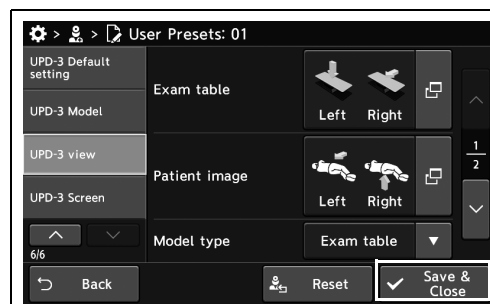 > > User Presets: 01
UPD-3 Default
setting
UPD-3 Model
UPD-3 view
UPD-3 Screen
6/6
Exam table
Left Right
Patient image
Left Right
Model type
Exam table
1
2
Back
Reset
Save &
Close